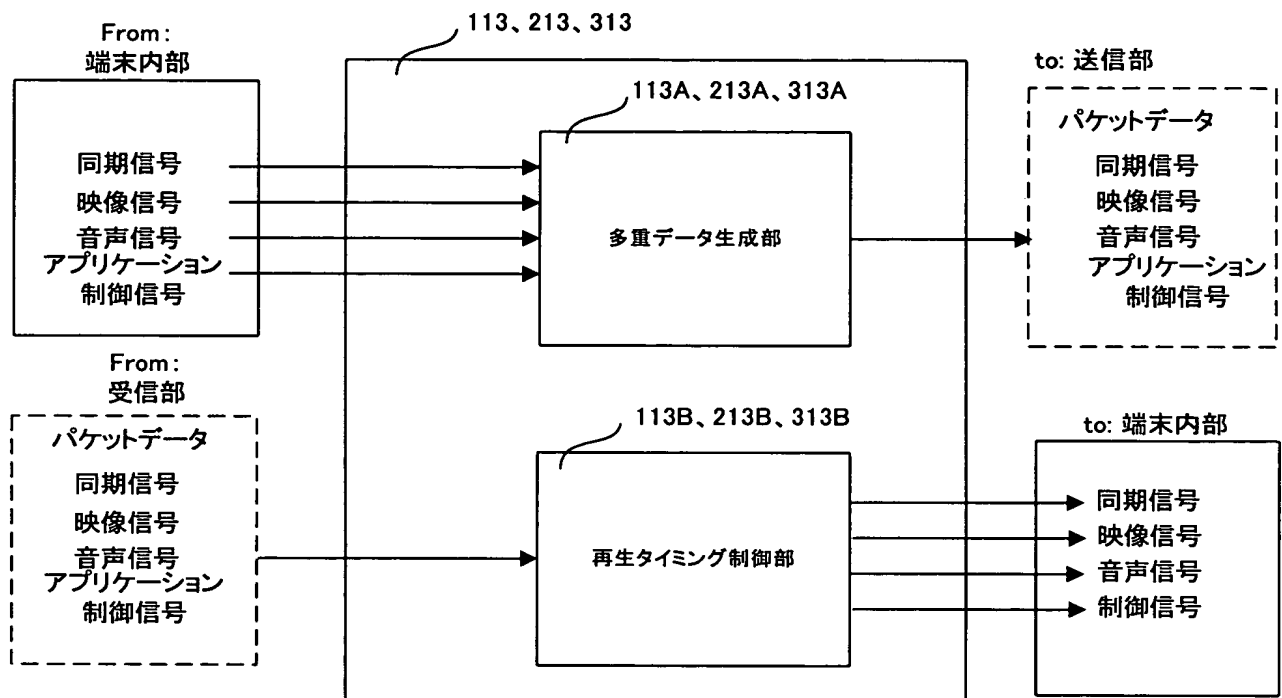 113、213、313
From:
端末内部
同期信号
映像信号
音声信号
アプリケーション
制御信号
113A、213A、313A
多重データ生成部
to: 送信部
パケットデータ
同期信号
映像信号
音声信号
アプリケーション
制御信号
From:
受信部
パケットデータ
同期信号
映像信号
音声信号
アプリケーション
制御信号
113B、213B、313B
再生タイミング制御部
to: 端末内部
同期信号
映像信号
音声信号
制御信号